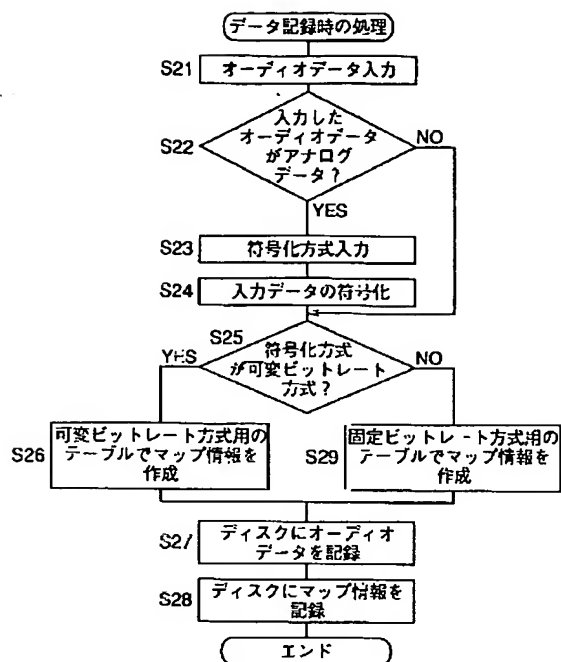 データ記録時の処理
S21
オーディオデータ入力
S22
入力した
オーディオデータ
がアナログ
データ?
NO
YES
S23
符号化方式入力
S24
入力データの符号化
S25
符号化方式
が可変ビットレート
方式?
YES
NO
S26
可変ビットレート方式用の
テーブルでマップ情報を
作成
S29
固定ビットレート方式用の
テーブルでマップ情報を
作成
S27
ディスクにオーディオ
データを記録
S28
ディスクにマップ情報を
記録
エンド